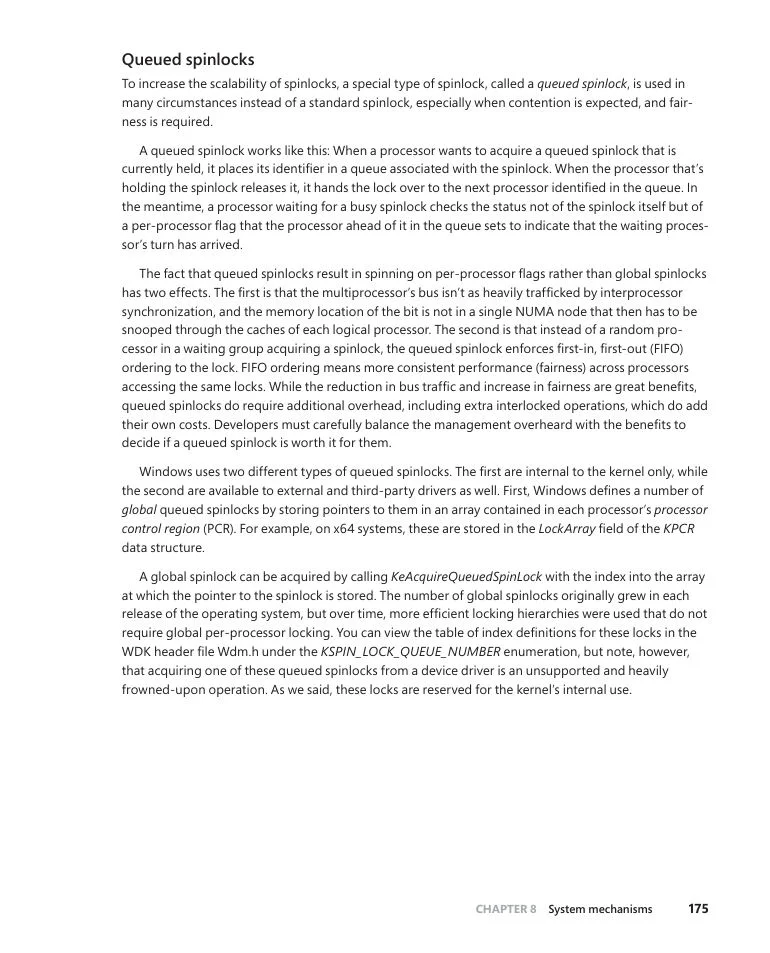 Queued spinlocks
To increase the scalability of spinlocks, a special type of spinlock, called a queued spinlock, is used in
many circumstances instead of a standard spinlock, especially when contention is expected, and fair-
ness is required.
A queued spinlock works like this: When a processor wants to acquire a queued spinlock that is
currently held, it places its identifier in a queue associated with the spinlock. When the processor that's
holding the spinlock releases it, it hands the lock over to the next processor identified in the queue. In
the meantime, a processor waiting for a busy spinlock checks the status not of the spinlock itself but of
a per-processor flag that the processor ahead of it in the queue sets to indicate that the waiting proces-
sor's turn has arrived.
The fact that queued spinlocks result in spinning on per-processor flags rather than global spinlocks
has two effects. The first is that the multiprocessor's bus isn't as heavily trafficked by interprocessor
synchronization, and the memory location of the bit is not in a single NUMA node that then has to be
snooped through the caches of each logical processor. The second is that instead of a random pro-
cessor in a waiting group acquiring a spinlock, the queued spinlock enforces first-in, first-out (FIFO)
ordering to the lock. FIFO ordering means more consistent performance (fairness) across processors
accessing the same locks. While the reduction in bus traffic and increase in fairness are great benefits,
queued spinlocks do require additional overhead, including extra interlocked operations, which do add
their own costs. Developers must carefully balance the management overheard with the benefits to
decide if a queued spinlock is worth it for them.
Windows uses two different types of queued spinlocks. The first are internal to the kernel only, while
the second are available to external and third-party drivers as well. First, Windows defines a number of
global queued spinlocks by storing pointers to them in an array contained in each processor's processor
control region (PCR). For example, on x64 systems, these are stored in the LockArray field of the KPCR
data structure.
A global spinlock can be acquired by calling KeAcquireQueuedSpinLock with the index into the array
at which the pointer to the spinlock is stored. The number of global spinlocks originally grew in each
release of the operating system, but over time, more efficient locking hierarchies were used that do not
require global per-processor locking. You can view the table of index definitions for these locks in the
WDK header file Wdm.h under the KSPIN_LOCK_QUEUE_NUMBER enumeration, but note, however,
that acquiring one of these queued spinlocks from a device driver is an unsupported and heavily
frowned-upon operation. As we said, these locks are reserved for the kernel's internal use.
CHAPTER 8 System mechanisms 175